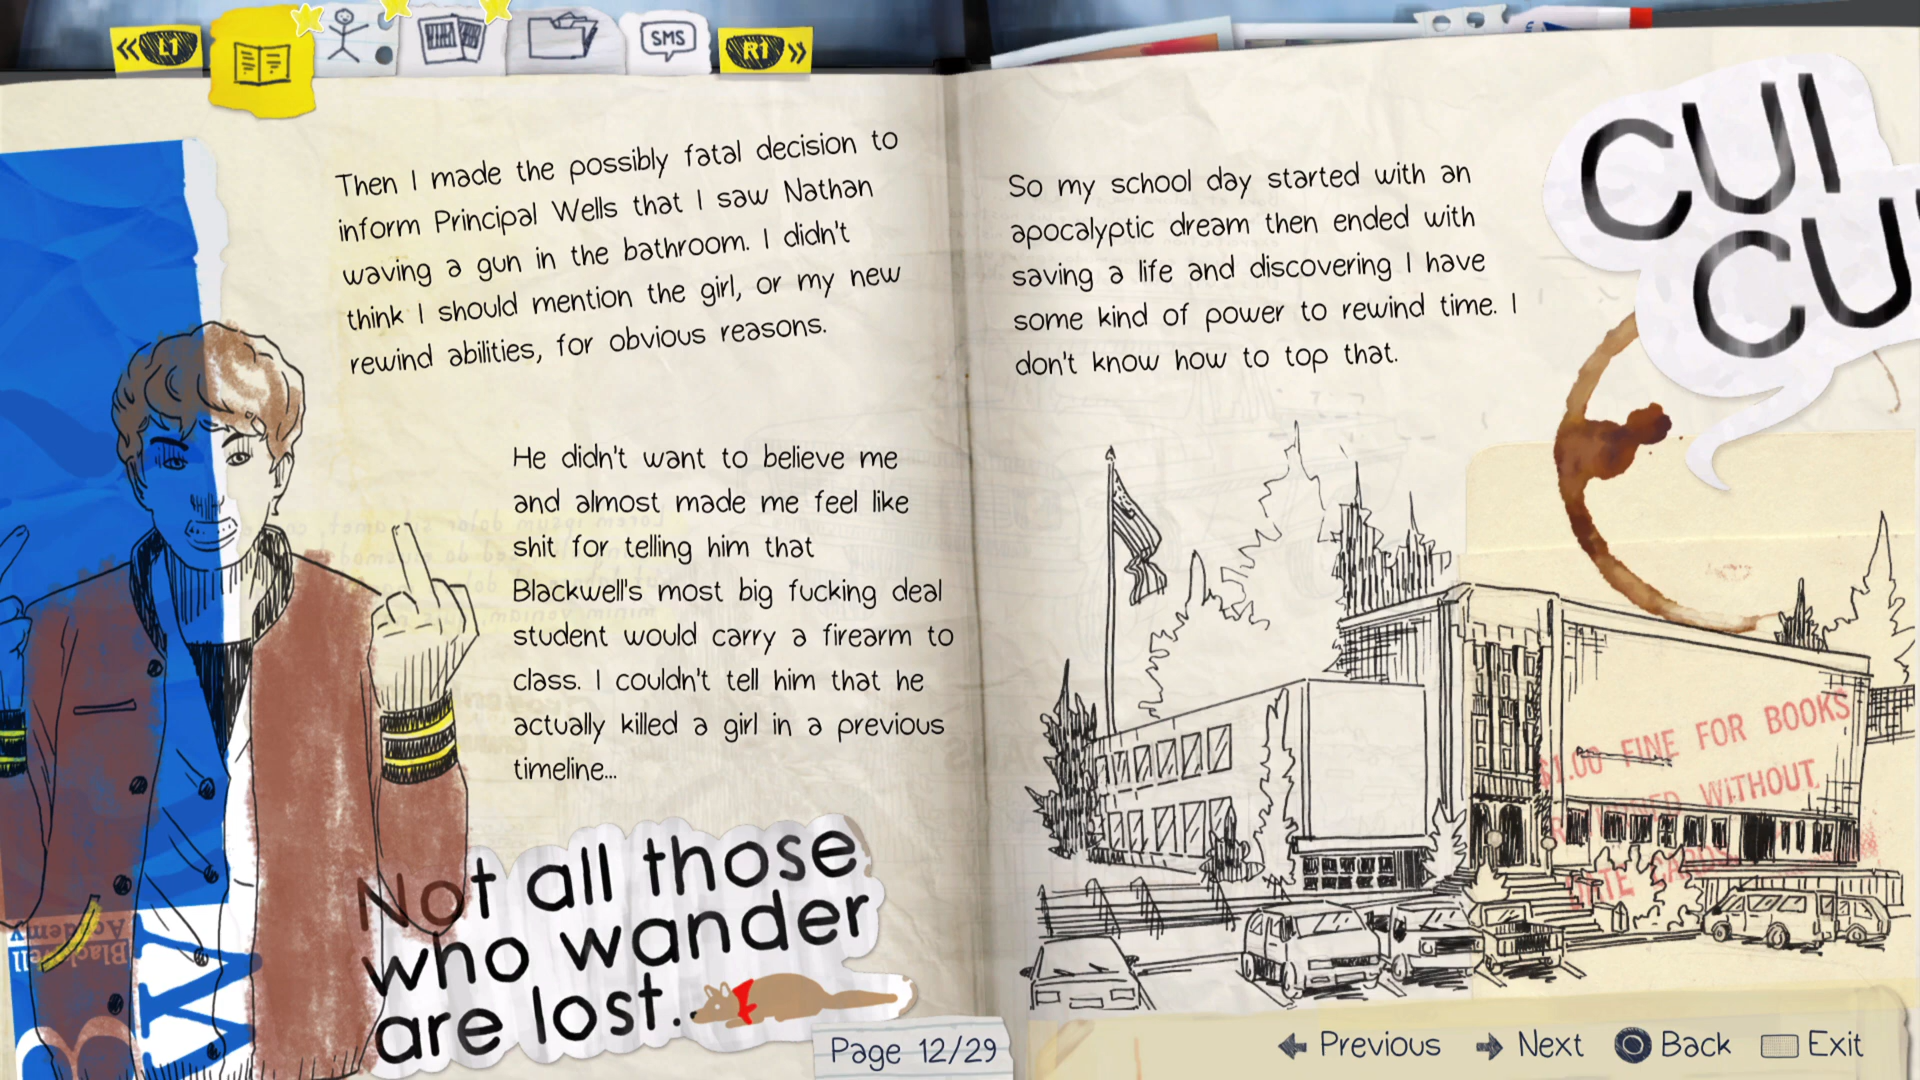 L1
SMS
R1
Then I made the possibly fatal decision to
inform Principal Wells that I saw Nathan
waving a gun in the bathroom. I didn't
think I should mention the girl, or my new
rewind abilities, for obvious reasons.
He didn't want to believe me
and almost made me feel like
shit for telling him that
Blackwell's most big fucking deal
student would carry a firearm to
class. I couldn't tell him that he
actually killed a girl in a previous
timeline...
Not all those
who wander
are lost..
Blackwell
Academy
Page 12/29
So my school day started with an
apocalyptic dream then ended with
saving a life and discovering I have
some kind of power to rewind time. I
don't know how to top that.
CUI
CU
$1.00 FINE FOR BOOKS
WITHOUT
DATE CARDS
Previous
Next
Back
Exit